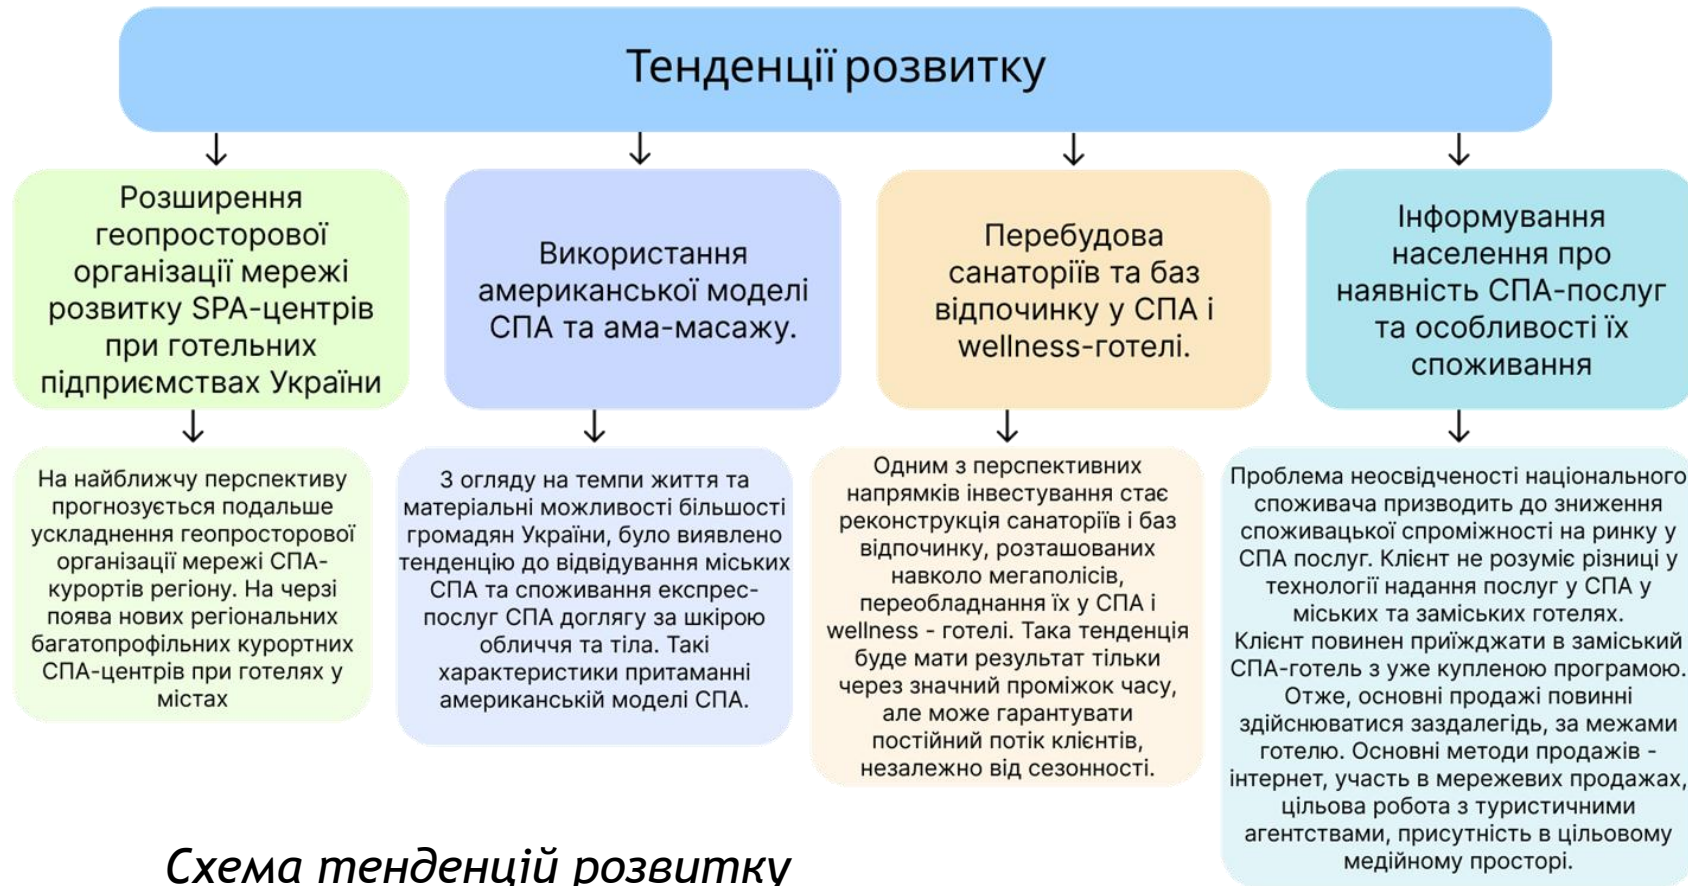 Тенденції розвитку
Розширення
геопросторової
організації мережі
розвитку SPA-центрів
при готельних
підприємствах України
Використання
американської моделі
СПА та ама-масажу.
Перебудова
санаторіїв та баз
відпочинку у СПА і
wellness-готелі.
Інформування
населення про
наявність СПА-послуг
та особливості їх
споживання
На найближчу перспективу
прогнозується подальше
ускладнення геопросторової
організації мережі СПА-
курортів регіону. На черзі
поява нових регіональних
багатопрофільних курортних
СПА-центрів при готелях у
містах
З огляду на темпи життя та
матеріальні можливості більшості
громадян України, було виявлено
тенденцію до відвідування міських
СПА та споживання експрес-
послуг СПА доглягу за шкірою
обличчя та тіла. Такі
характеристики притаманні
американській моделі СПА.
Одним з перспективних
напрямків інвестування стає
реконструкція санаторіїв і баз
відпочинку, розташованих
навколо мегаполісів,
переобладнання їх у СПА і
wellness - готелі. Така тенденція
буде мати результат тільки
через значний проміжок часу,
але може гарантувати
постійний потік клієнтів,
незалежно від сезонності.
Проблема неосвідченості національного
споживача призводить до зниження
споживацької спроміжності на ринку у
СПА послуг. Клієнт не розуміє різниці у
технології надання послуг у СПА у
міських та заміських готелях.
Клієнт повинен приїжджати в заміський
СПА-готель з уже купленою програмою.
Отже, основні продажі повинні
здійснюватися заздалегідь, за межами
готелю. Основні методи продажів -
інтернет, участь в мережевих продажах,
цільова робота з туристичними
агентствами, присутність в цільовому
медійному просторі.
Схема тенденцій розвитку